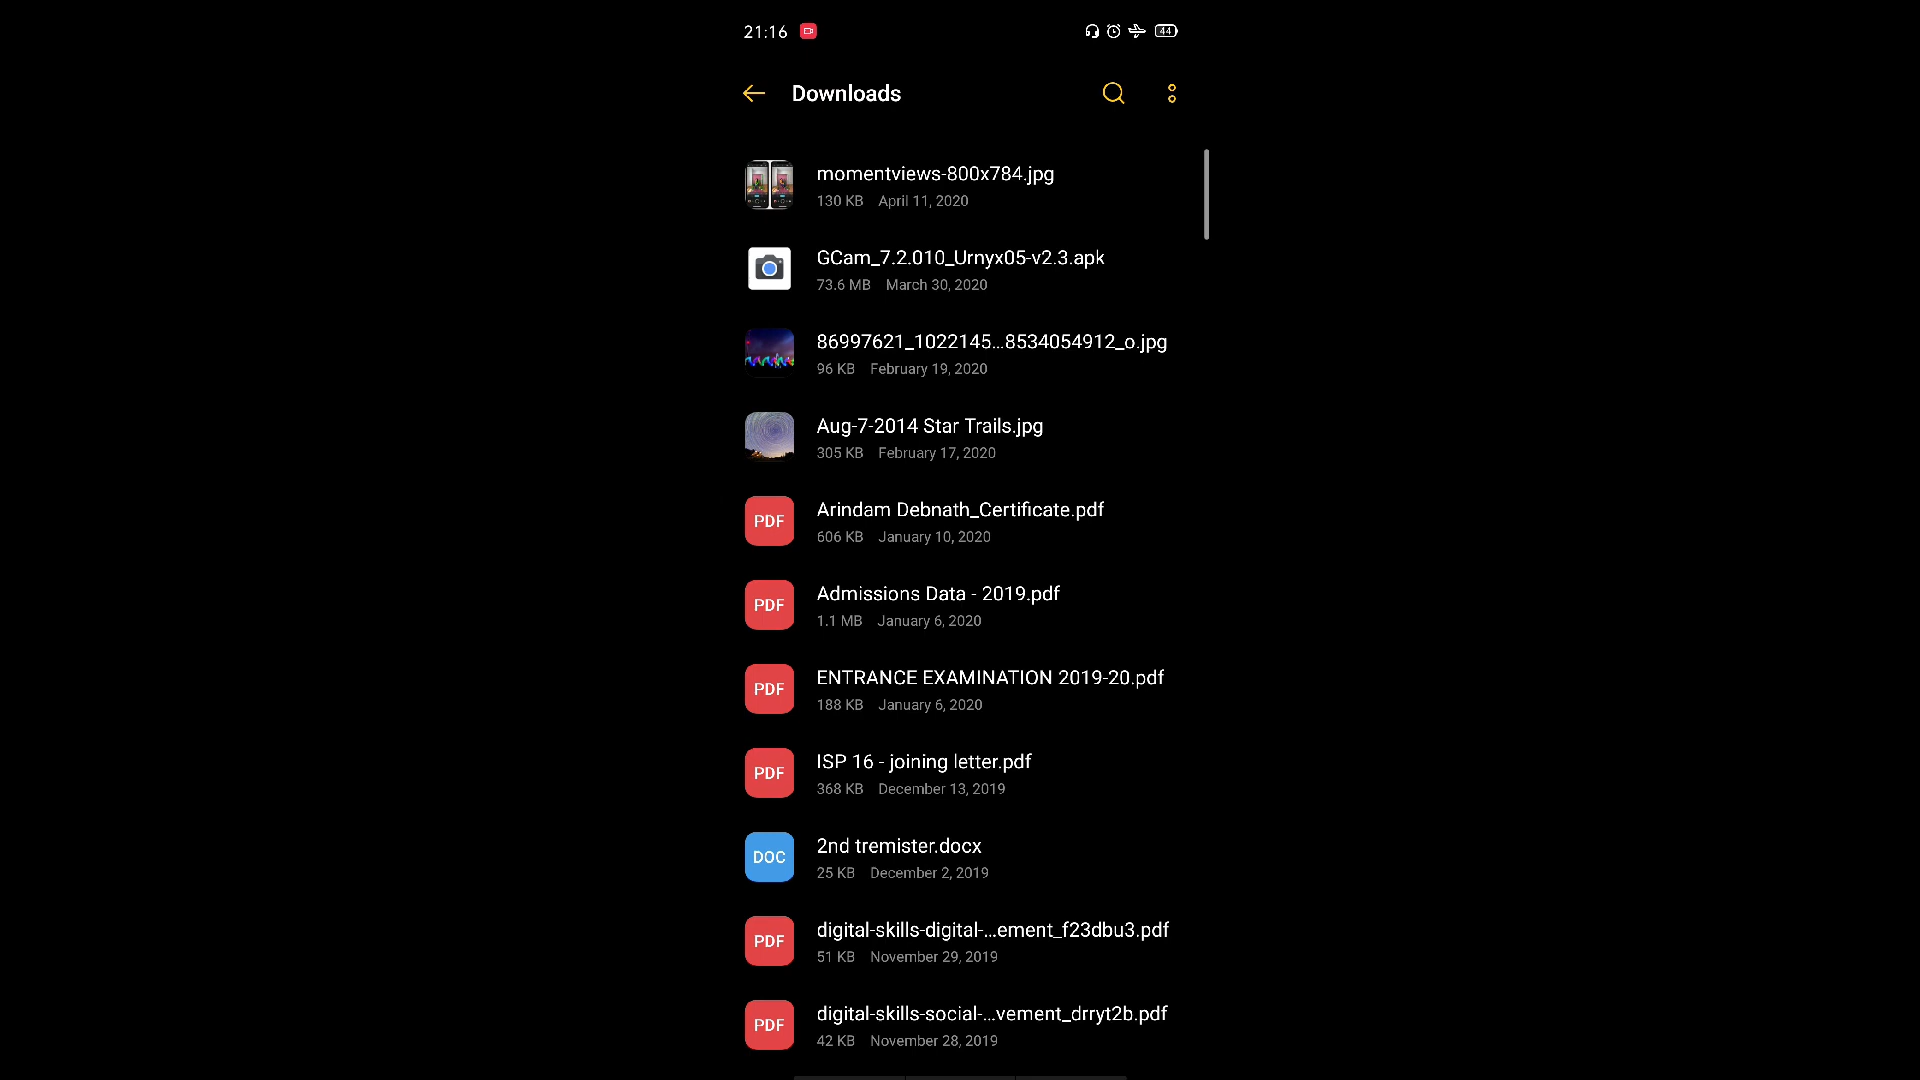 21:16
44
Downloads
momentviews-800x784.jpg
130 KB April 11, 2020
GCam_7.2.010_Urnyx05-v2.3.apk
73.6 MB March 30, 2020
86997621_1022145...8534054912_o.jpg
96 KB February 19, 2020
Aug-7-2014 Star Trails.jpg
305 KB February 17, 2020
PDF
Arindam Debnath_Certificate.pdf
606 KB January 10, 2020
PDF
Admissions Data - 2019.pdf
1.1 MB January 6, 2020
PDF
ENTRANCE EXAMINATION 2019-20.pdf
188 KB January 6, 2020
PDF
ISP 16 - joining letter.pdf
368 KB December 13, 2019
DOC
2nd tremister.docx
25 KB December 2, 2019
PDF
digital-skills-digital-...ement_f23dbu3.pdf
51 KB November 29, 2019
PDF
digital-skills-social-...vement_drryt2b.pdf
42 KB November 28, 2019